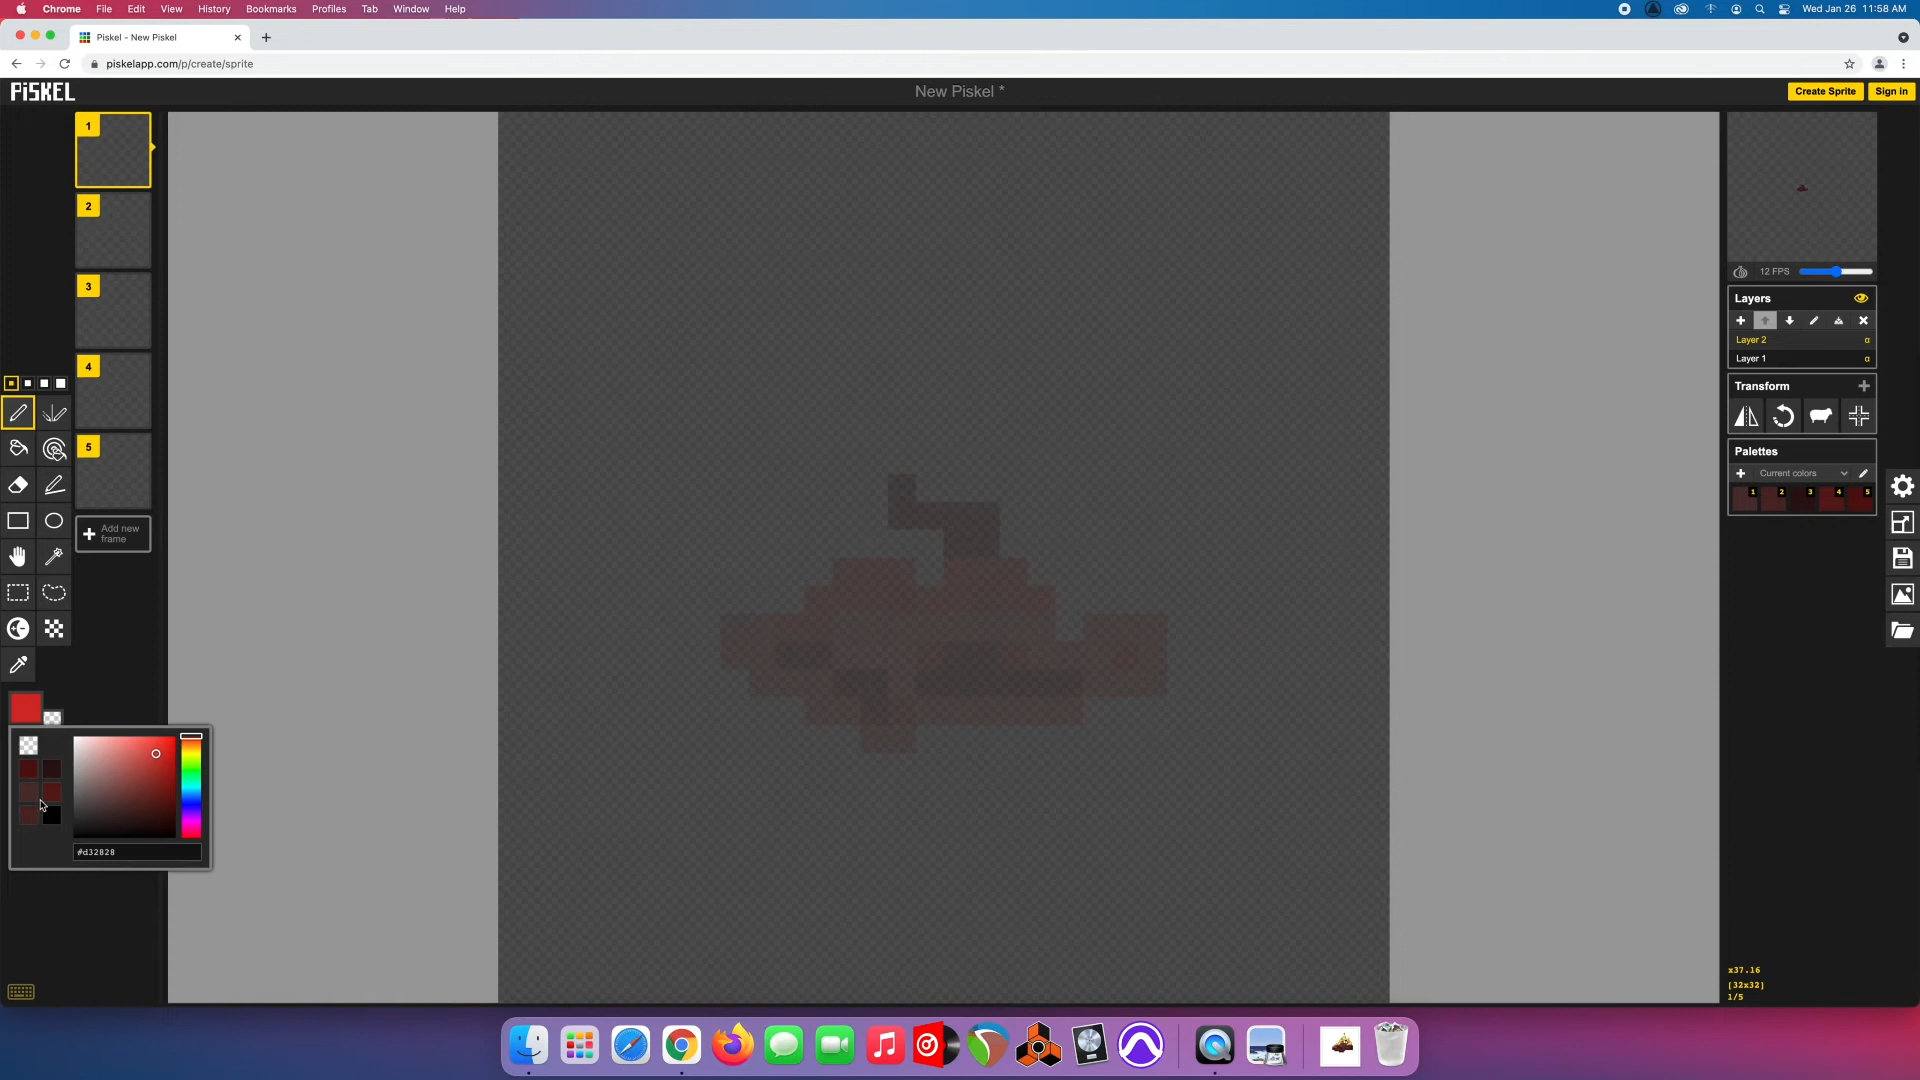 Chrome File Edit View History Bookmarks Profiles Tab Window Help Wed Jan 26 11:58 AM
Piskel - New Piskel
piskelapp.com/p/create/sprite
PiSKEL New Piskel * Create Sprite Sign in
1
2
3
4
5
Add new
frame
12 FPS
Layers
Layer 2 α
Layer 1 α
Transform
Palettes
Current colors
1 2 3 4 5
#d32828
x37.16
[32x32]
1/5